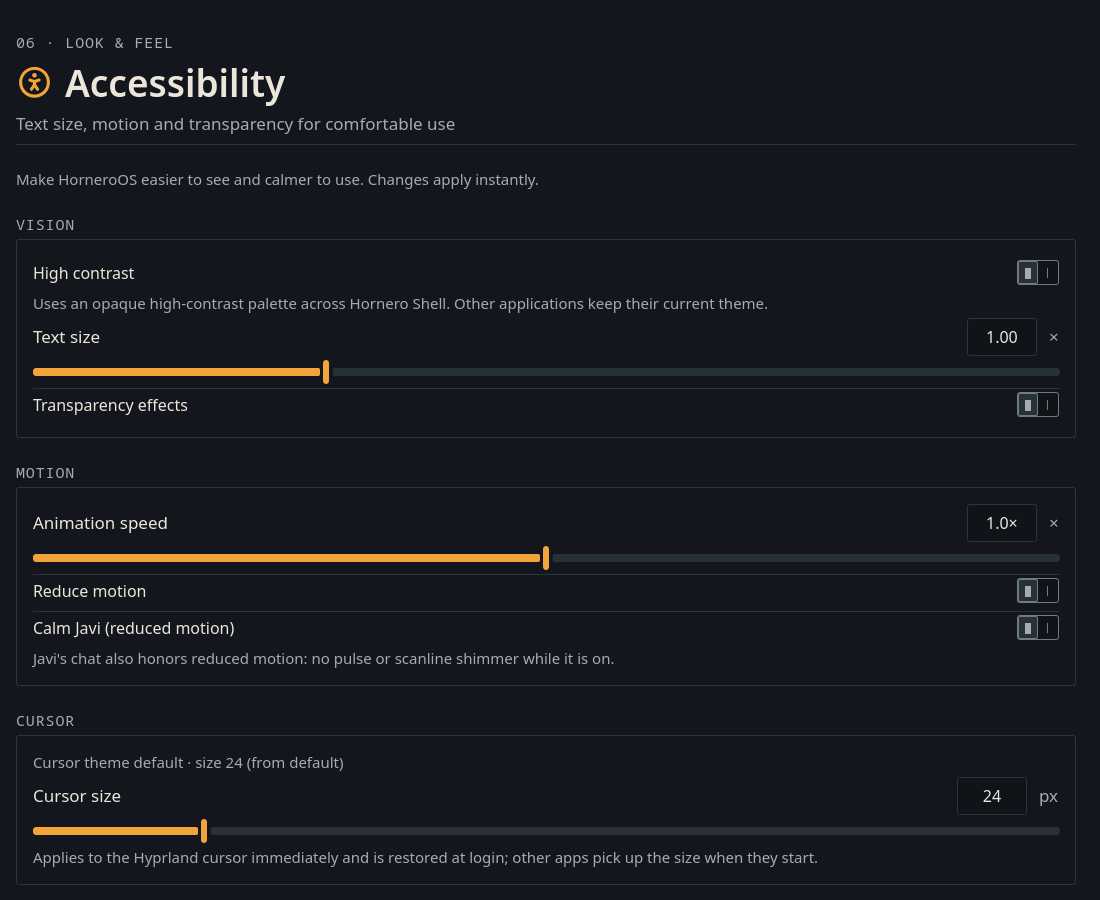 06 · LOOK & FEEL
Accessibility
Text size, motion and transparency for comfortable use
Make HorneroOS easier to see and calmer to use. Changes apply instantly.
VISION
High contrast
Uses an opaque high-contrast palette across Hornero Shell. Other applications keep their current theme.
Text size 1.00 ×
Transparency effects
MOTION
Animation speed 1.0× ×
Reduce motion
Calm Javi (reduced motion)
Javi's chat also honors reduced motion: no pulse or scanline shimmer while it is on.
CURSOR
Cursor theme default · size 24 (from default)
Cursor size 24 px
Applies to the Hyprland cursor immediately and is restored at login; other apps pick up the size when they start.